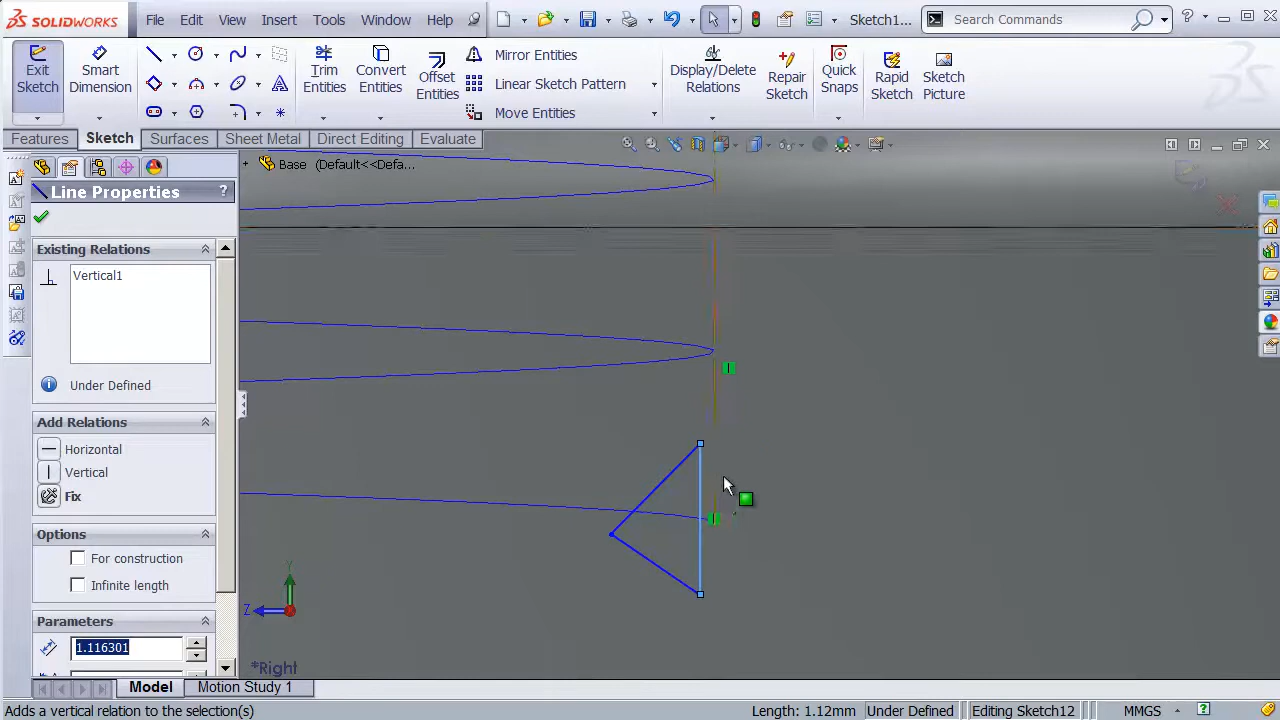 SOLIDWORKS
File Edit View Insert Tools Window Help
Sketch1...
Search Commands
?
Exit Sketch
Smart Dimension
Trim Entities
Convert Entities
Offset Entities
Mirror Entities
Linear Sketch Pattern
Move Entities
Display/Delete Relations
Repair Sketch
Quick Snaps
Rapid Sketch
Sketch Picture
Features Sketch Surfaces Sheet Metal Direct Editing Evaluate
+ Base (Default<<Defa...
Line Properties ?
Existing Relations
Vertical1
Under Defined
Add Relations
Horizontal
Vertical
Fix
Options
For construction
Infinite length
Parameters
1.116301
Y
Z
*Right
Model Motion Study 1
Adds a vertical relation to the selection(s) Length: 1.12mm Under Defined Editing Sketch12 MMGS ?